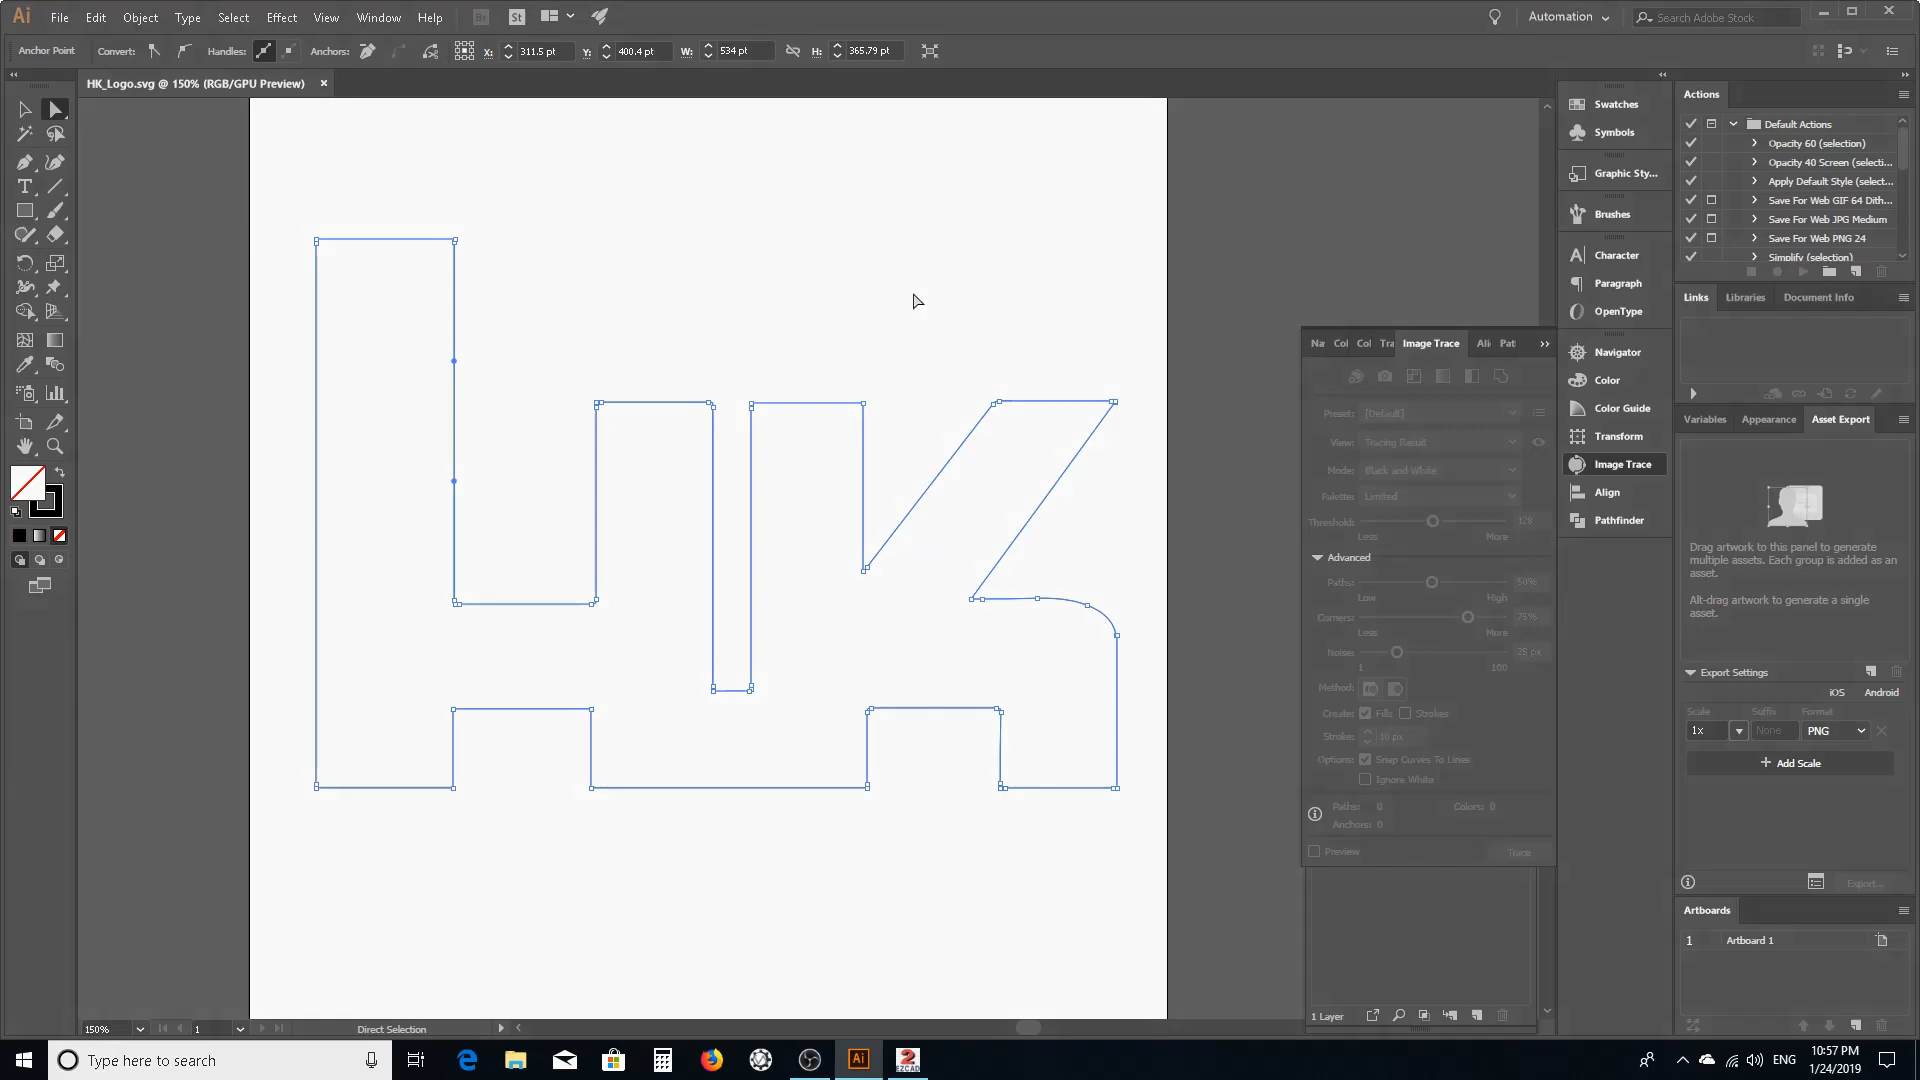 Ai File Edit Object Type Select Effect View Window Help Br St Automation Search Adobe Stock
Anchor Point Convert: Handles: Anchors: X: 311.5 pt Y: 400.4 pt W: 534 pt H: 365.79 pt
HK_Logo.svg @ 150% (RGB/GPU Preview)
Swatches
Symbols
Graphic Sty...
Brushes
Character
Paragraph
OpenType
Navigator
Color
Color Guide
Transform
Image Trace
Align
Pathfinder
Actions
Default Actions
Opacity 60 (selection)
Opacity 40 Screen (selecti...
Apply Default Style (select...
Save For Web GIF 64 Dith...
Save For Web JPG Medium
Save For Web PNG 24
Simplify (selection)
Links Libraries Document Info
Variables Appearance Asset Export
Drag artwork to this panel to generate
multiple assets. Each group is added as an
asset.
Alt-drag artwork to generate a single
asset.
Export Settings
iOS Android
Scale Suffix Format
1x None PNG
+ Add Scale
Export...
Artboards
1 Artboard 1
Na Col Col Tra Image Trace Ali Pat
Preset: [Default]
View: Tracing Result
Mode: Black and White
Palette: Limited
Threshold: 128
Less More
Advanced
Paths: 50%
Low High
Corners: 75%
Less More
Noise: 25 px
1 100
Method:
Create: Fills Strokes
Stroke: 10 px
Options: Snap Curves To Lines
Ignore White
Paths: 0 Colors: 0
Anchors: 0
Preview Trace
1 Layer
150% 1 Direct Selection
Type here to search
Ai
2
EZCAD
ENG
10:57 PM
1/24/2019